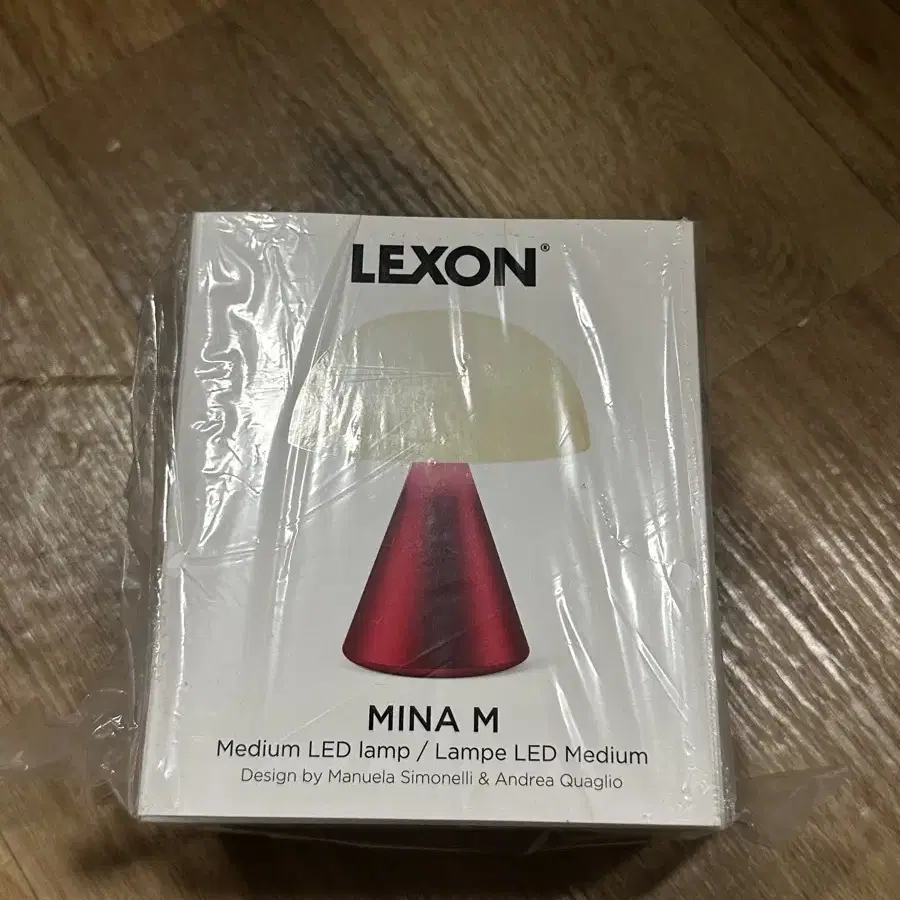 LEXON®
MINA M
Medium LED lamp / Lampe LED Medium
Design by Manuela Simonelli & Andrea Quaglio